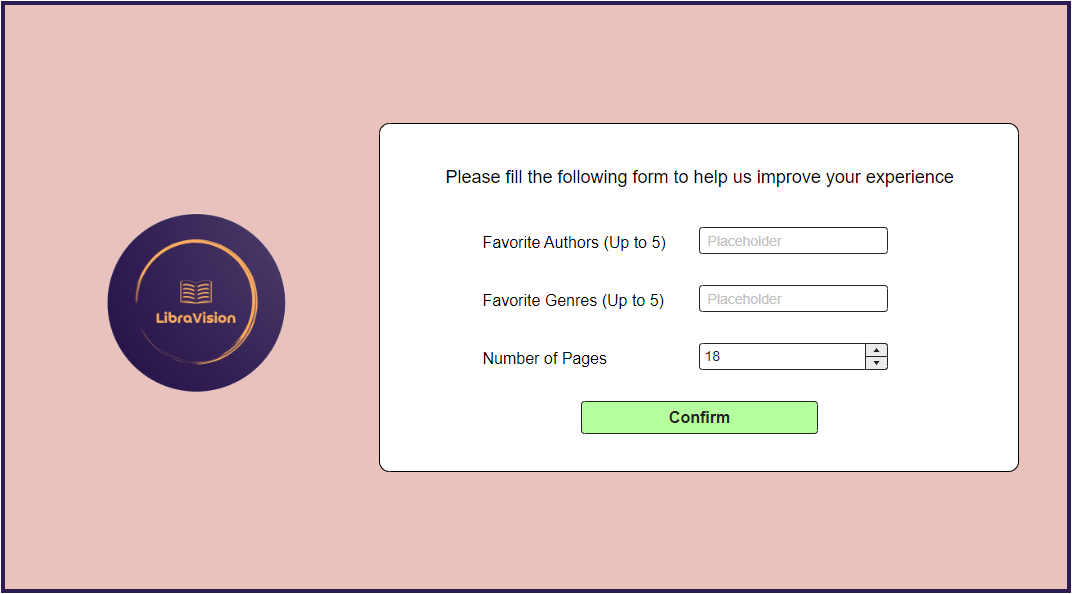 LibraVision
Please fill the following form to help us improve your experience
Favorite Authors (Up to 5) Placeholder
Favorite Genres (Up to 5) Placeholder
Number of Pages 18
Confirm